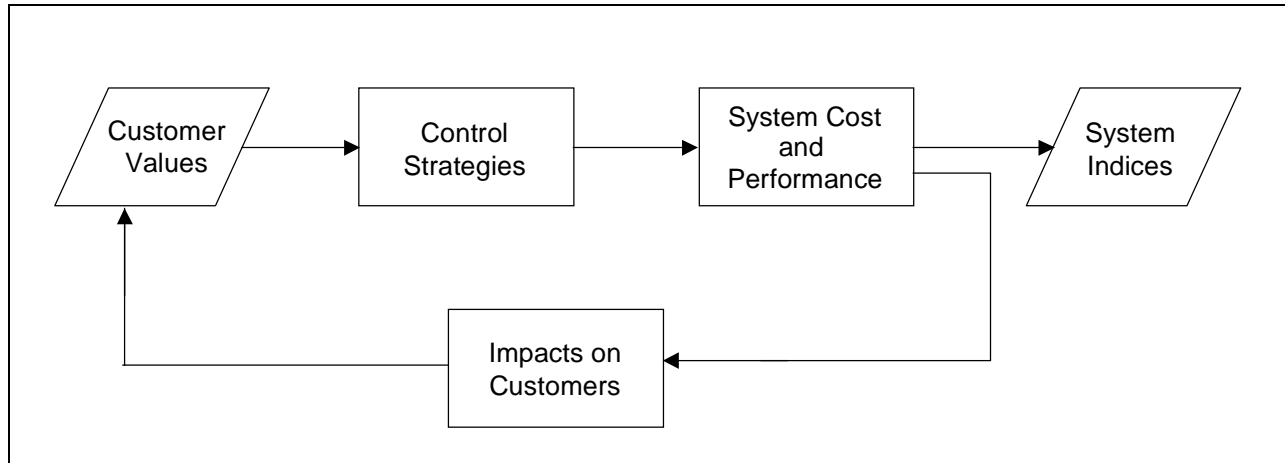 Customer
Values
Control
Strategies
System Cost
and
Performance
System
Indices
Impacts on
Customers